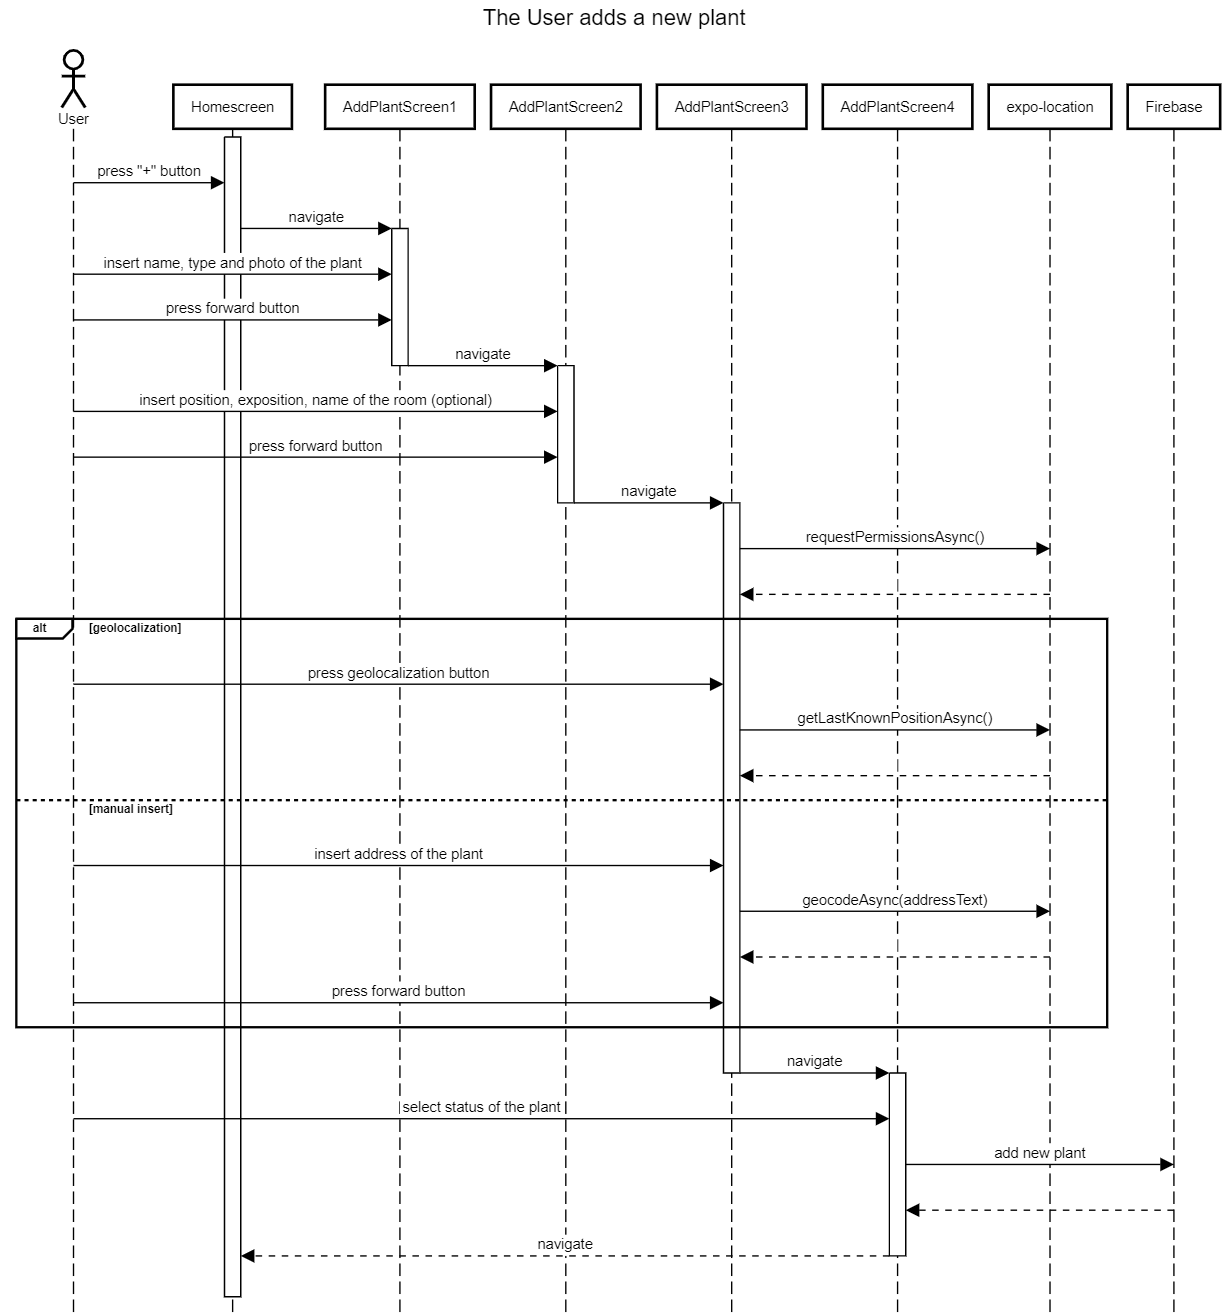 The User adds a new plant
User
Homescreen
AddPlantScreen1
AddPlantScreen2
AddPlantScreen3
AddPlantScreen4
expo-location
Firebase
press "+" button
navigate
insert name, type and photo of the plant
press forward button
navigate
insert position, exposition, name of the room (optional)
press forward button
navigate
requestPermissionsAsync()
alt
[geolocalization]
press geolocalization button
getLastKnownPositionAsync()
[manual insert]
insert address of the plant
geocodeAsync(addressText)
press forward button
navigate
select status of the plant
add new plant
navigate